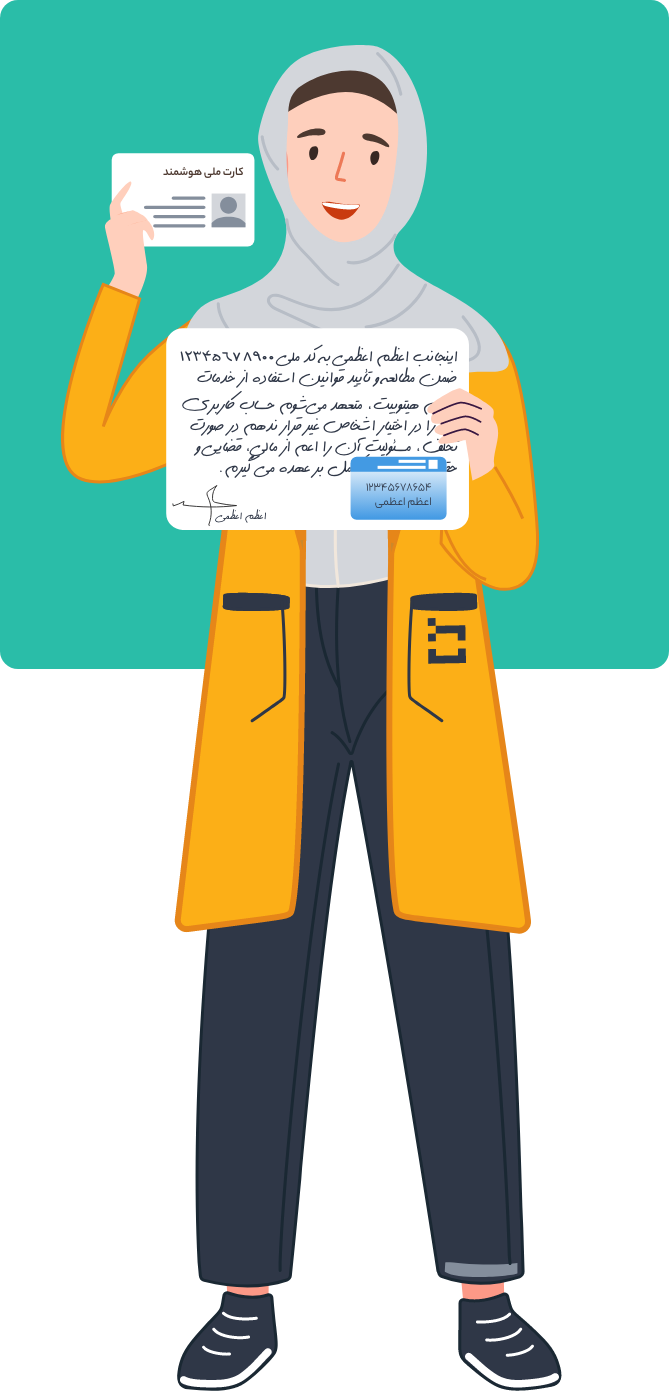 کارت ملی هوشمند
اینجانب اعظم اعظمی به کد ملی ۱۲۳۴۵۶۷۸۹۰۰
ضمن مطالعه و تأیید قوانین استفاده از خدمات
هیتوبیت، متعهد می‌شوم حساب کاربری
را در اختیار اشخاص غیر قرار ندهم در صورت
تخلف، مسئولیت آن را اعم از مالی، قضایی و
بر عهده می گیرم.
۱۲۳۴۵۶۷۸۶۵۴
اعظم اعظمی
اعظم اعظمی